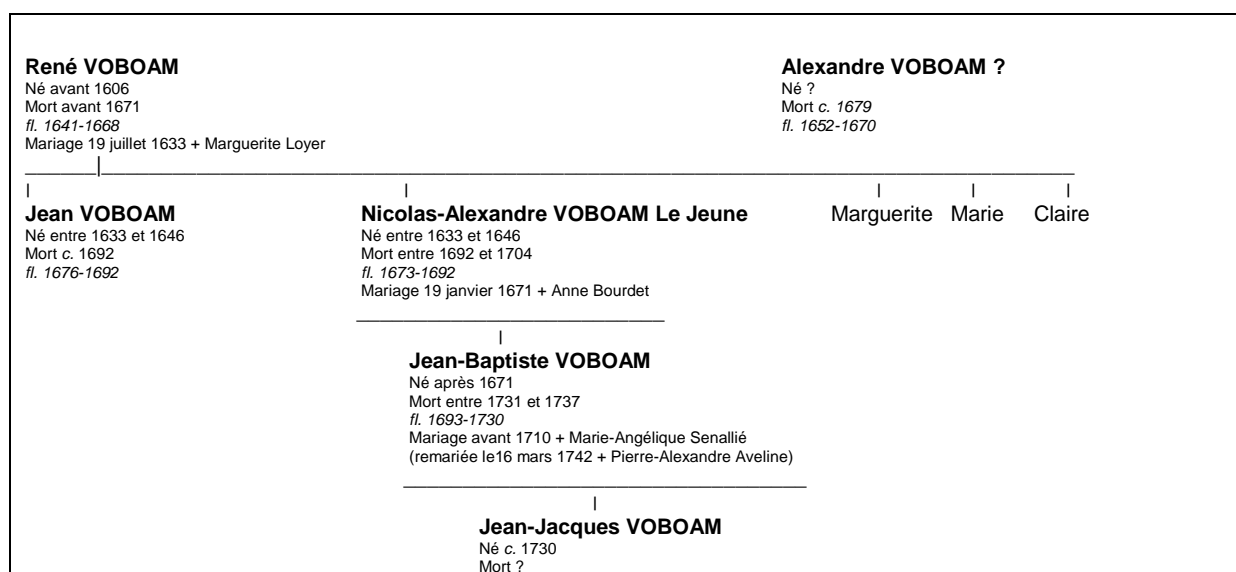 René VOBOAM
Né avant 1606
Mort avant 1671
fl. 1641-1668
Mariage 19 juillet 1633 + Marguerite Loyer
Alexandre VOBOAM ?
Né ?
Mort c. 1679
fl. 1652-1670
Jean VOBOAM
Né entre 1633 et 1646
Mort c. 1692
fl. 1676-1692
Nicolas-Alexandre VOBOAM Le Jeune
Né entre 1633 et 1646
Mort entre 1692 et 1704
fl. 1673-1692
Mariage 19 janvier 1671 + Anne Bourdet
Marguerite Marie Claire
Jean-Baptiste VOBOAM
Né après 1671
Mort entre 1731 et 1737
fl. 1693-1730
Mariage avant 1710 + Marie-Angélique Senallié
(remariée le16 mars 1742 + Pierre-Alexandre Aveline)
Jean-Jacques VOBOAM
Né c. 1730
Mort ?